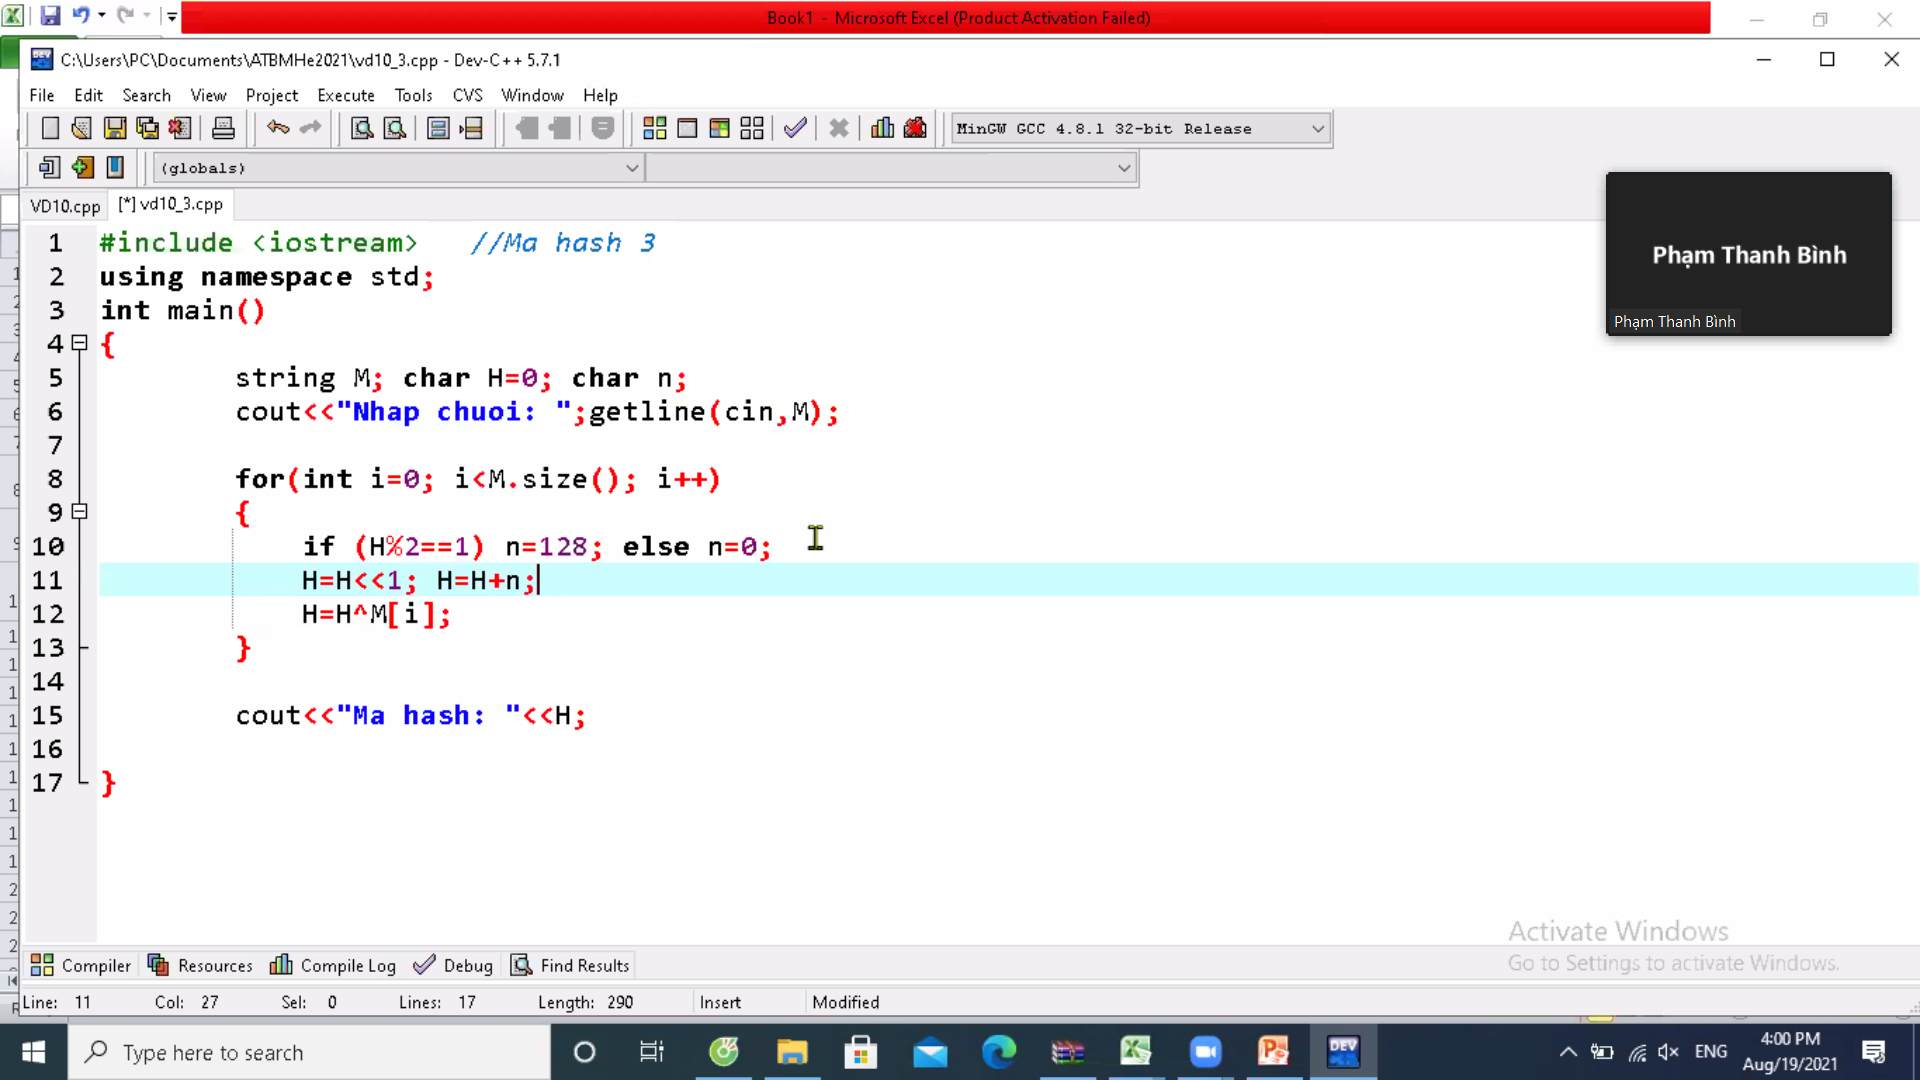 Book1 - Microsoft Excel (Product Activation Failed)
C:\Users\PC\Documents\ATBMHe2021\vd10_3.cpp - Dev-C++ 5.7.1
File Edit Search View Project Execute Tools CVS Window Help
MinGW GCC 4.8.1 32-bit Release
(globals)
VD10.cpp [*] vd10_3.cpp
Phạm Thanh Bình
Phạm Thanh Bình
1 #include <iostream> //Ma hash 3
2 using namespace std;
3 int main()
4 {
5 string M; char H=0; char n;
6 cout<<"Nhap chuoi: ";getline(cin,M);
7
8 for(int i=0; i<M.size(); i++)
9 {
10 if (H%2==1) n=128; else n=0;
11 H=H<<1; H=H+n;
12 H=H^M[i];
13 }
14
15 cout<<"Ma hash: "<<H;
16
17 }
Activate Windows
Go to Settings to activate Windows.
Compiler Resources Compile Log Debug Find Results
Line: 11 Col: 27 Sel: 0 Lines: 17 Length: 290 Insert Modified
Type here to search
DEV
ENG
4:00 PM
Aug/19/2021